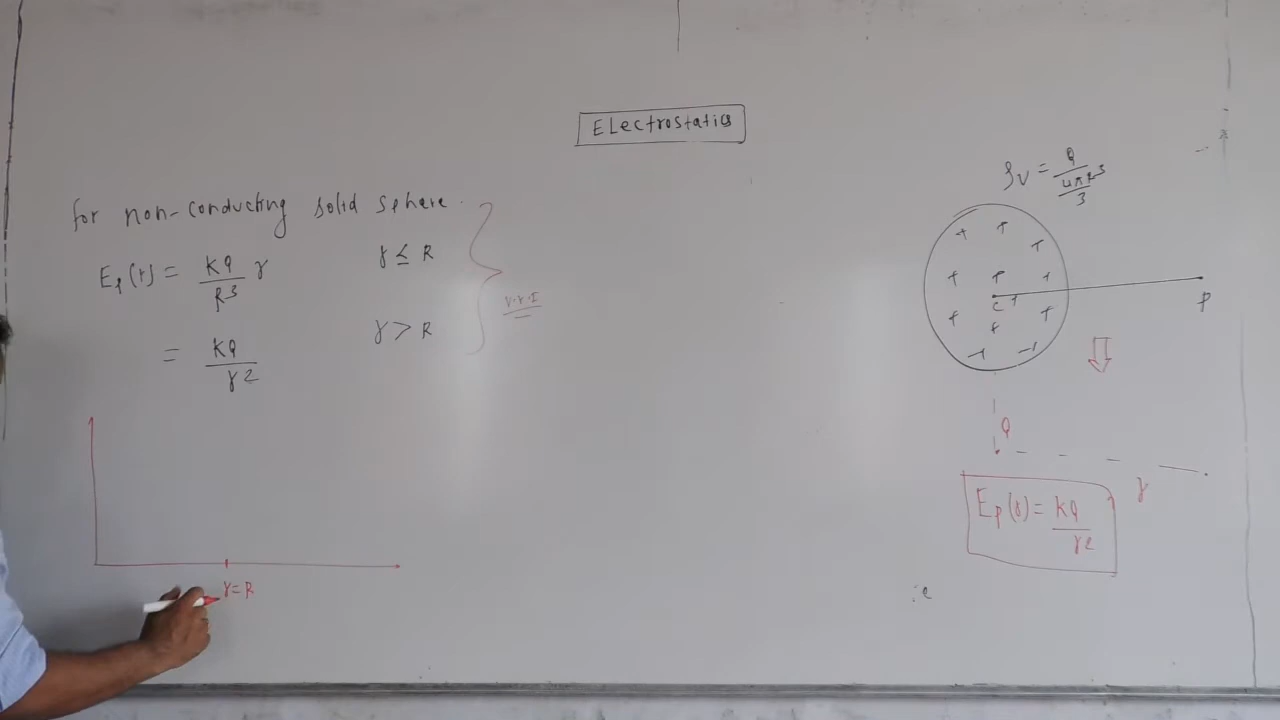 Electrostatics
for non-conducting solid sphere.
Ep(r) = KQ/R³ r    r ≤ R
= KQ/r²    r > R
v.v.I
r=R
ρv = Q/(4πR³/3)
+ + +
+ + +
C +
+ + +
+ +
P
Q
r
Ep(r) = KQ/r²